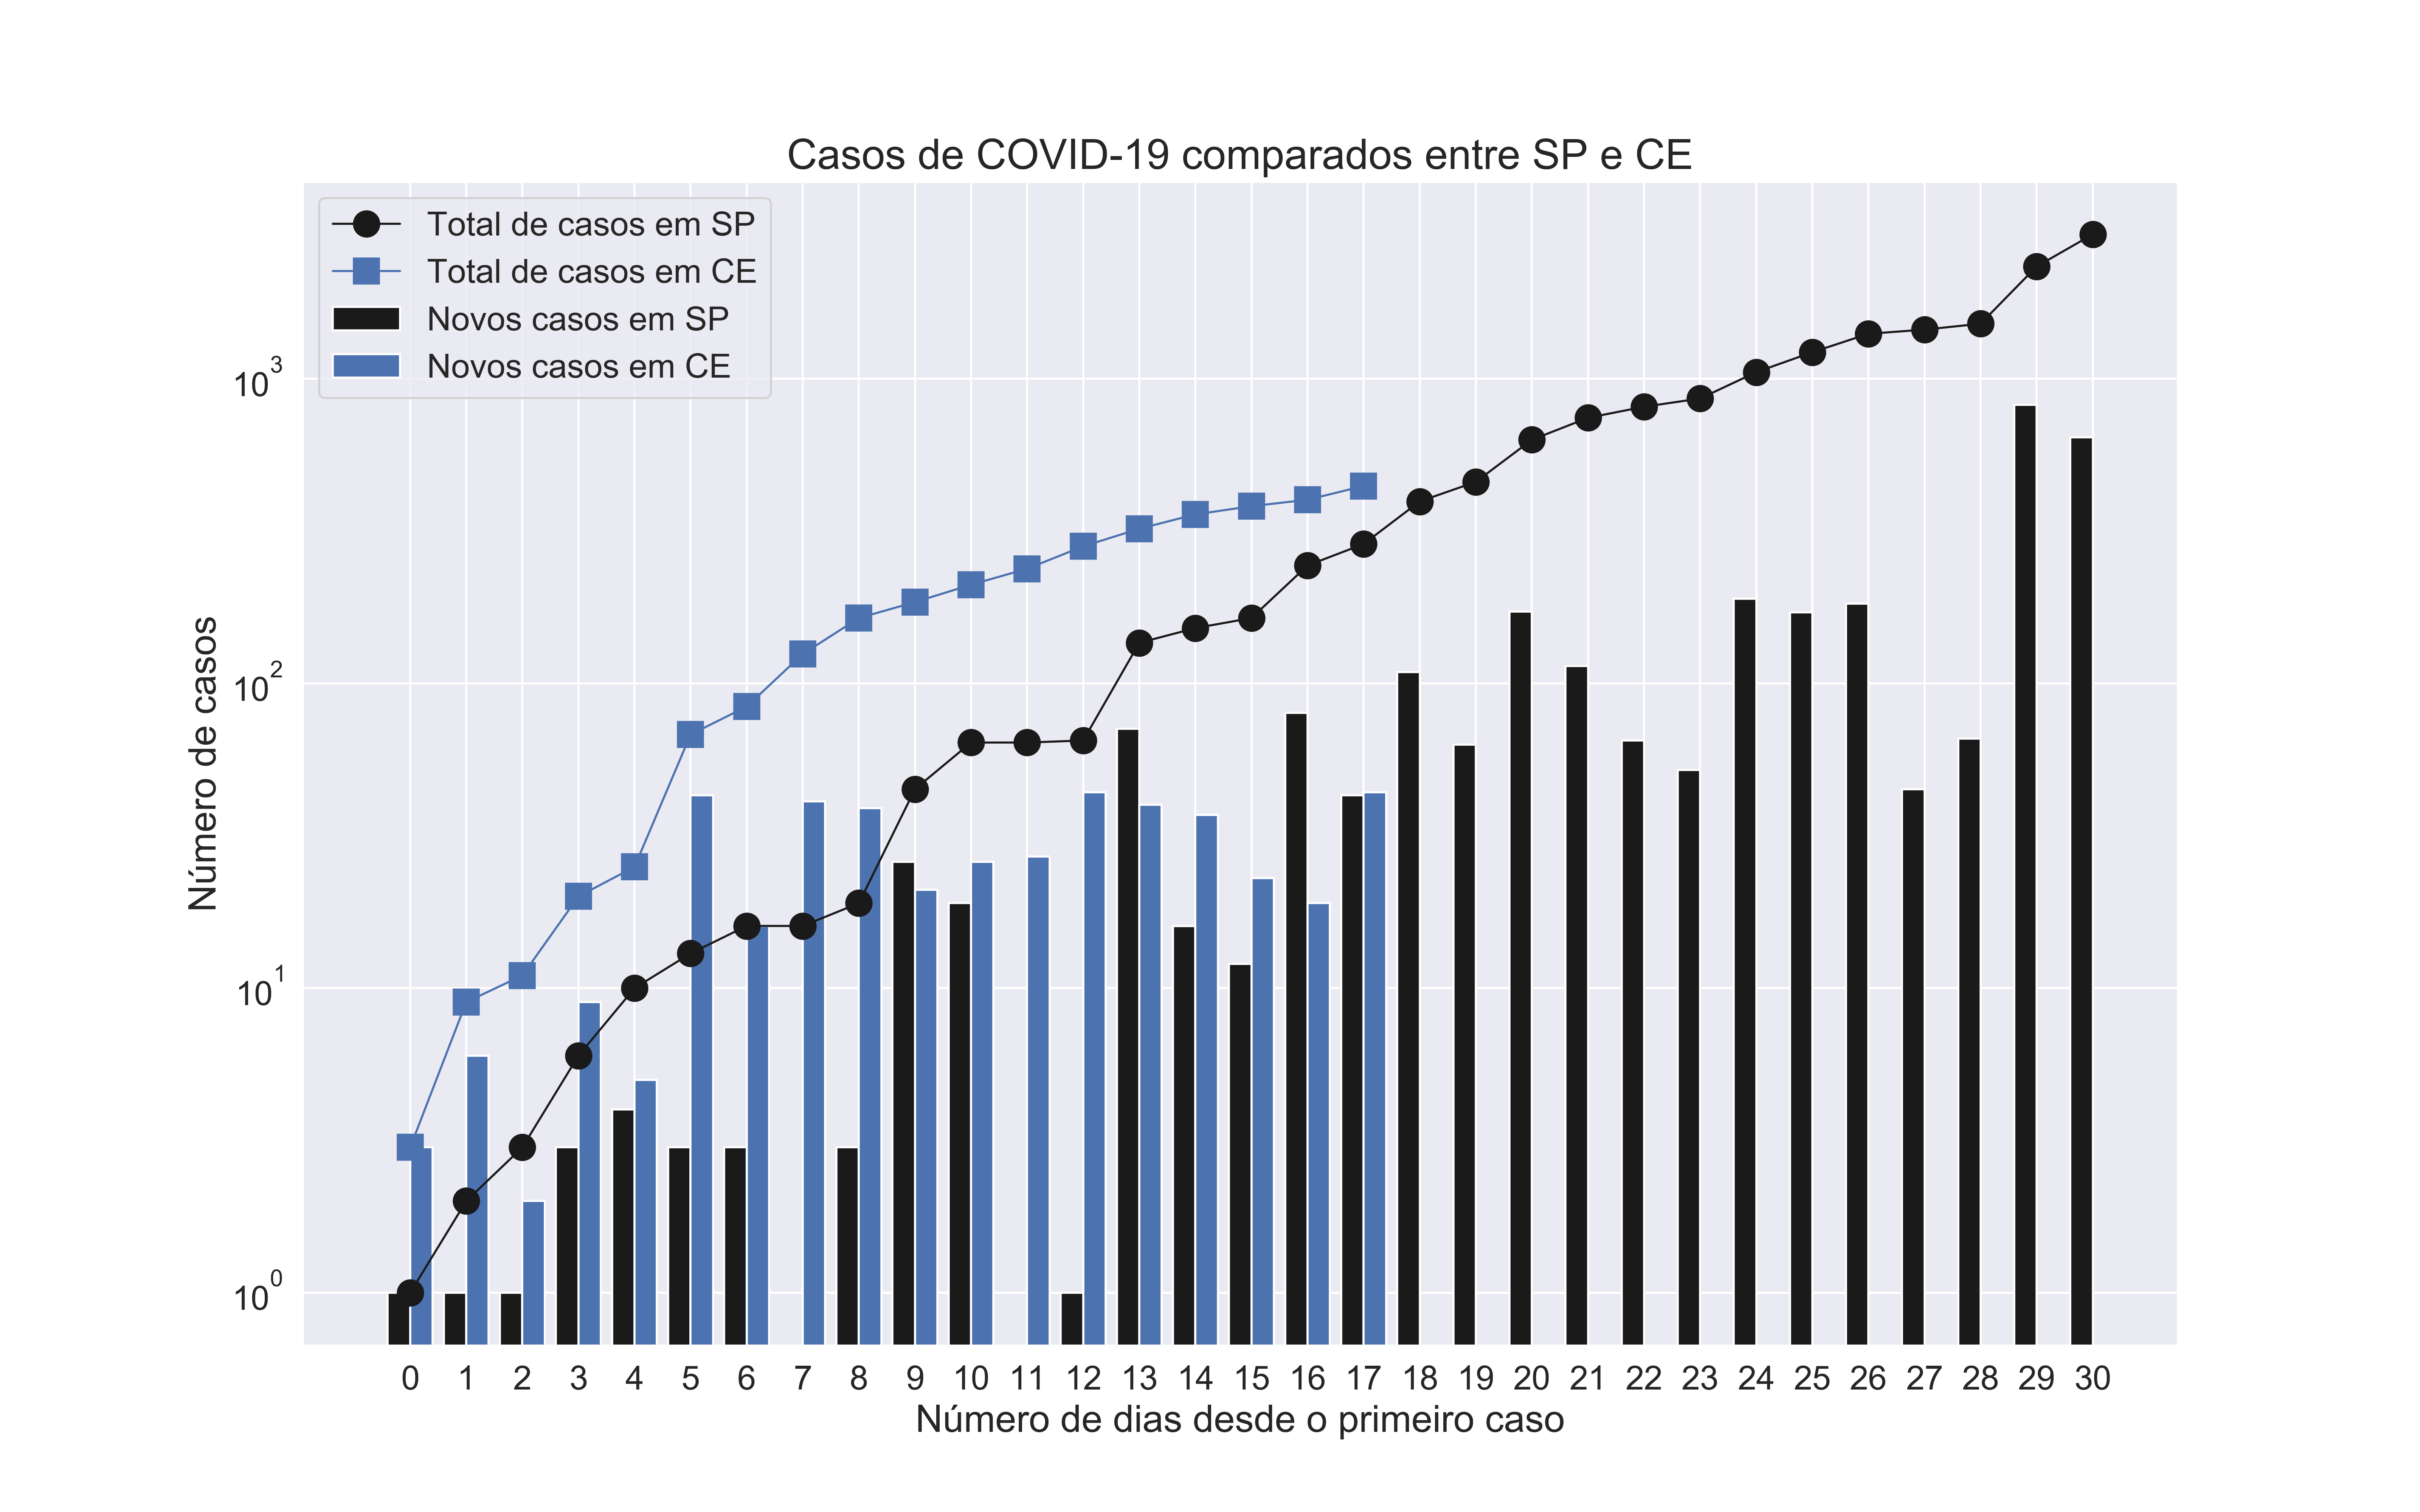 Casos de COVID-19 comparados entre SP e CE
Total de casos em SP
Total de casos em CE
Novos casos em SP
Novos casos em CE
Número de casos
10³
10²
10¹
10⁰
0 1 2 3 4 5 6 7 8 9 10 11 12 13 14 15 16 17 18 19 20 21 22 23 24 25 26 27 28 29 30
Número de dias desde o primeiro caso